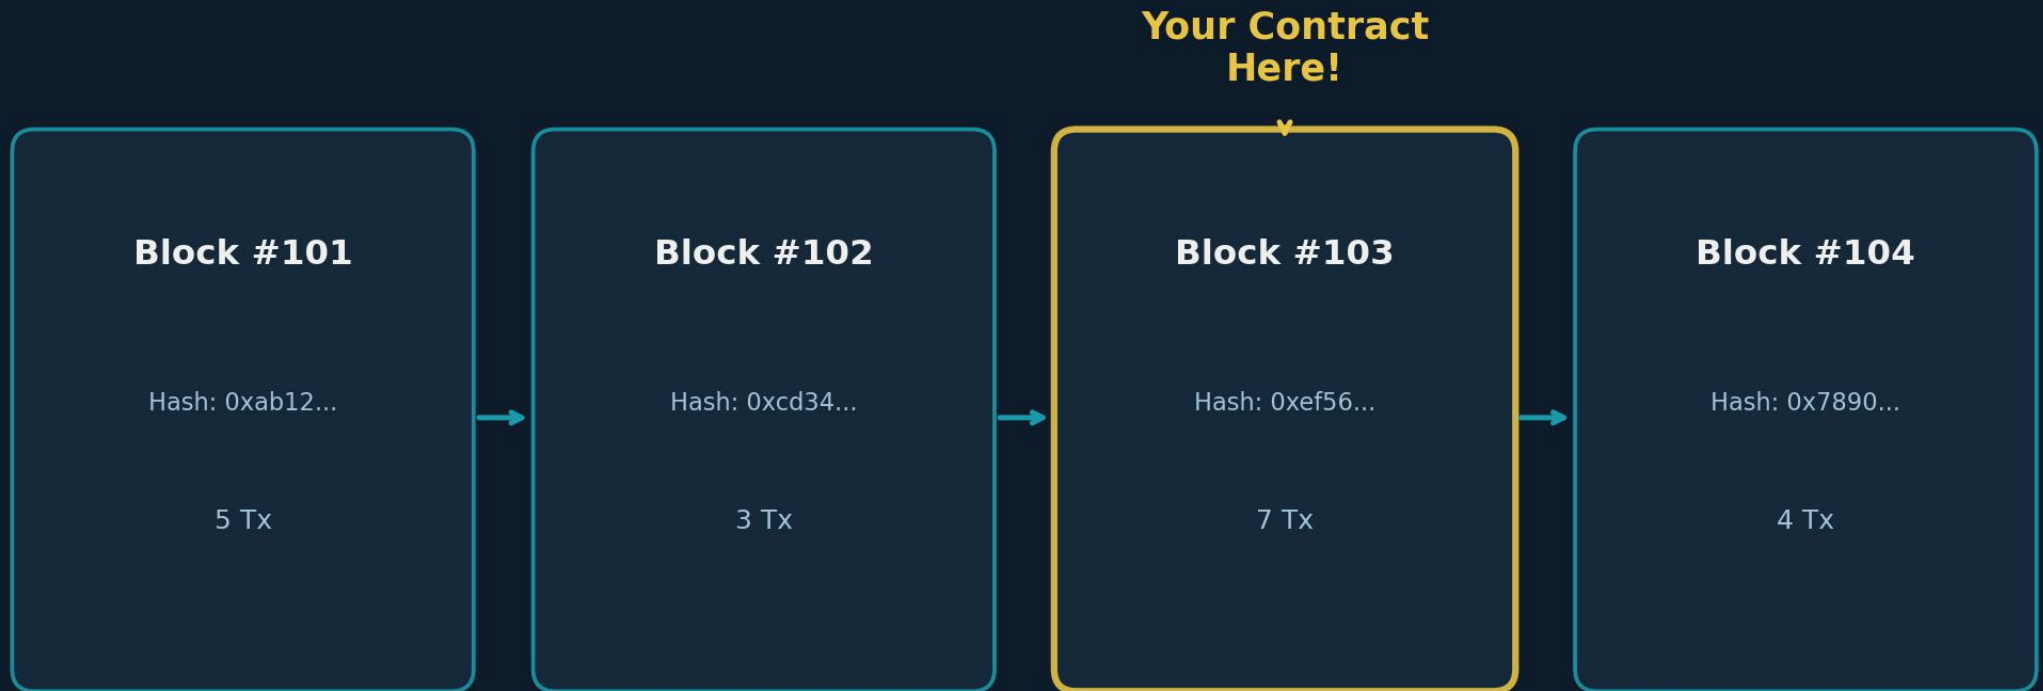 Your Contract
Here!
Block #101
Hash: 0xab12...
5 Tx
Block #102
Hash: 0xcd34...
3 Tx
Block #103
Hash: 0xef56...
7 Tx
Block #104
Hash: 0x7890...
4 Tx